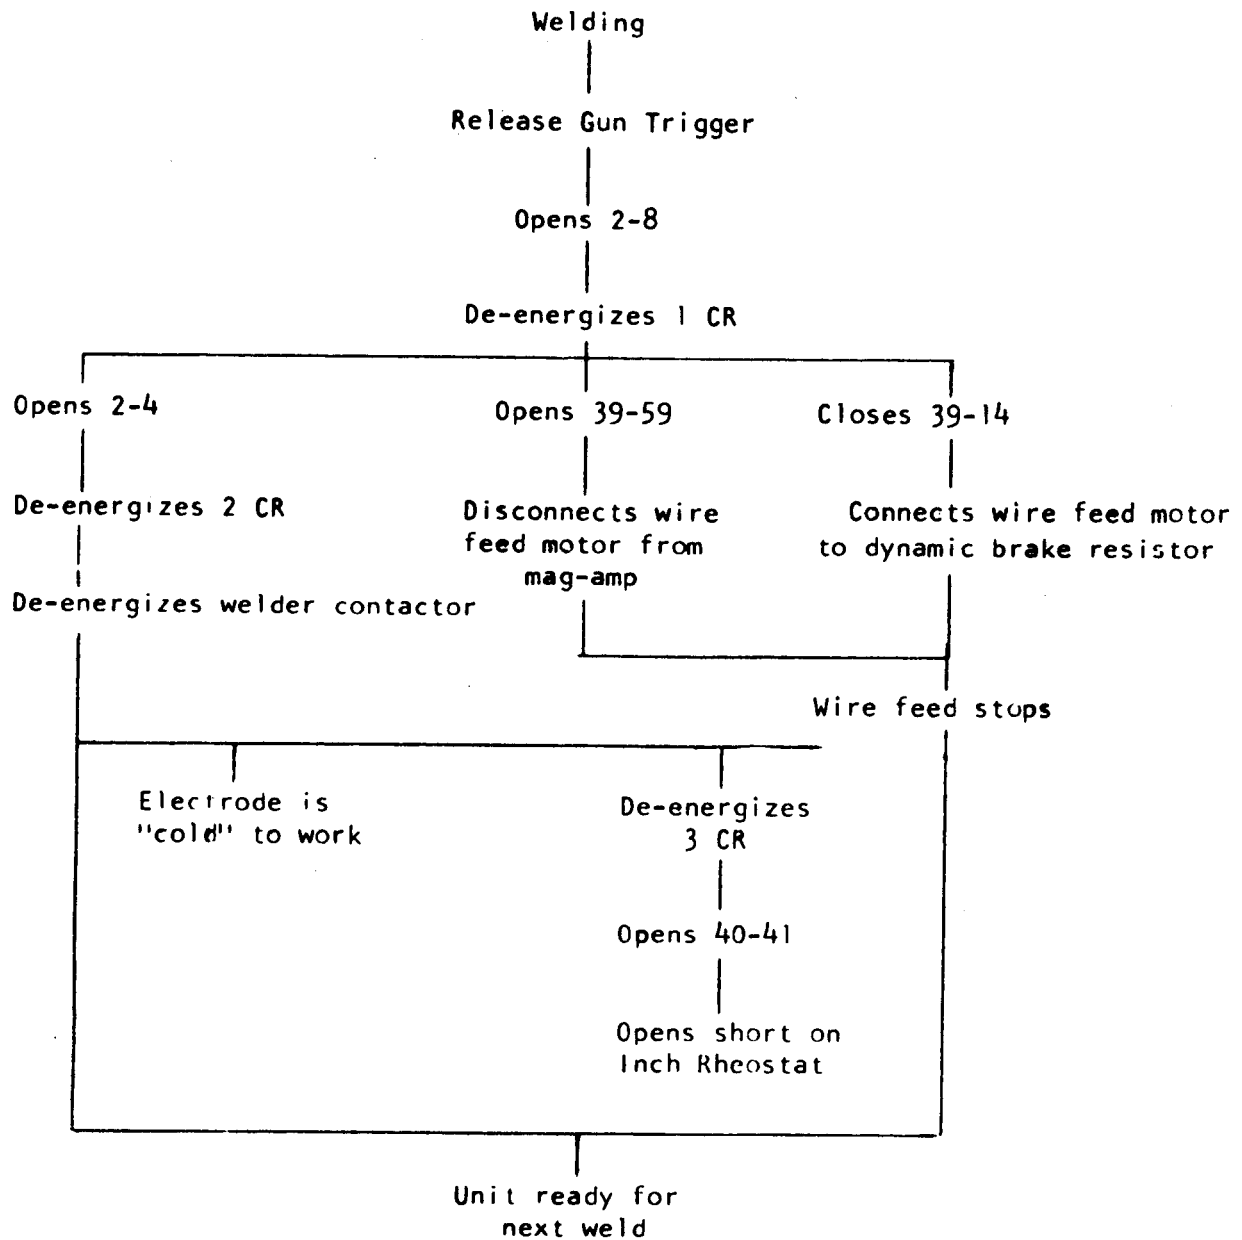 Welding
Release Gun Trigger
Opens 2-8
De-energizes 1 CR
Opens 2-4
Opens 39-59
Closes 39-14
De-energizes 2 CR
Disconnects wire
feed motor from
mag-amp
Connects wire feed motor
to dynamic brake resistor
De-energizes welder contactor
Wire feed stops
Electrode is
"cold" to work
De-energizes
3 CR
Opens 40-41
Opens short on
Inch Rheostat
Unit ready for
next weld